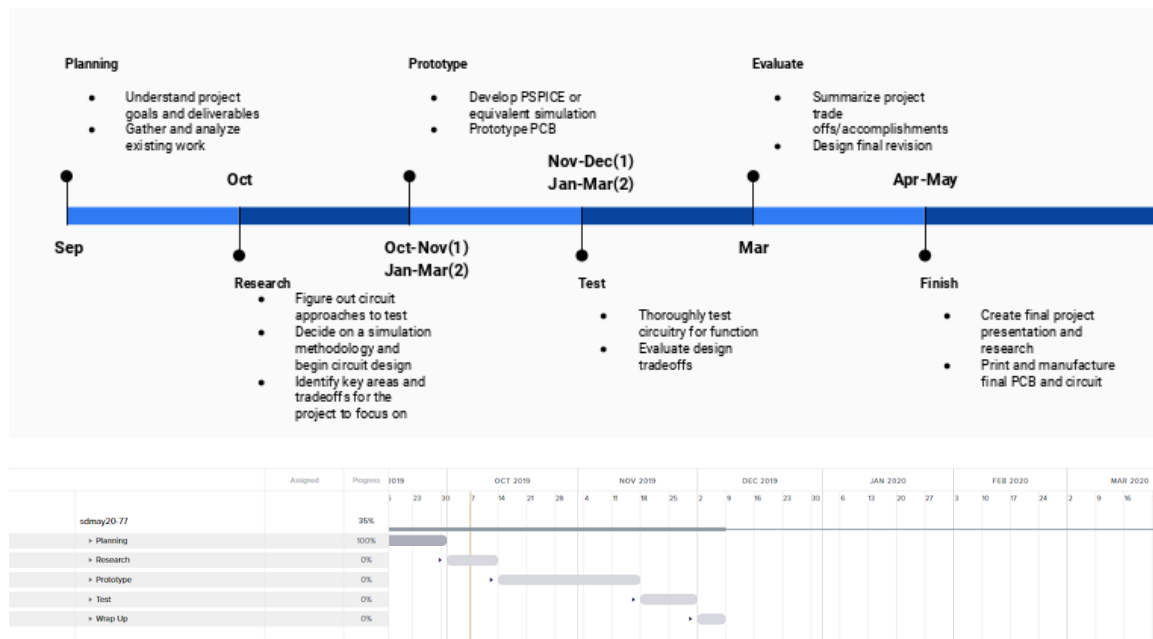 Planning
Understand project
goals and deliverables
Gather and analyze
existing work
Prototype
Develop PSPICE or
equivalent simulation
Prototype PCB
Evaluate
Summarize project
trade
offs/accomplishments
Design final revision
Oct
Nov-Dec(1)
Jan-Mar(2)
Apr-May
Sep
Oct-Nov(1)
Jan-Mar(2)
Mar
Research
Figure out circuit
approaches to test
Decide on a simulation
methodology and
begin circuit design
Identify key areas and
tradeoffs for the
project to focus on
Test
Thoroughly test
circuitry for function
Evaluate design
tradeoffs
Finish
Create final project
presentation and
research
Print and manufacture
final PCB and circuit
Assigned Progress 2019 OCT 2019 NOV 2019 DEC 2019 JAN 2020 FEB 2020 MAR 2020
23 30 7 14 21 28 4 11 18 25 2 9 16 23 30 6 13 20 27 3 10 17 24 2 9 16
sdmay20-77 35%
Planning 100%
Research 0%
Prototype 0%
Test 0%
Wrap Up 0%